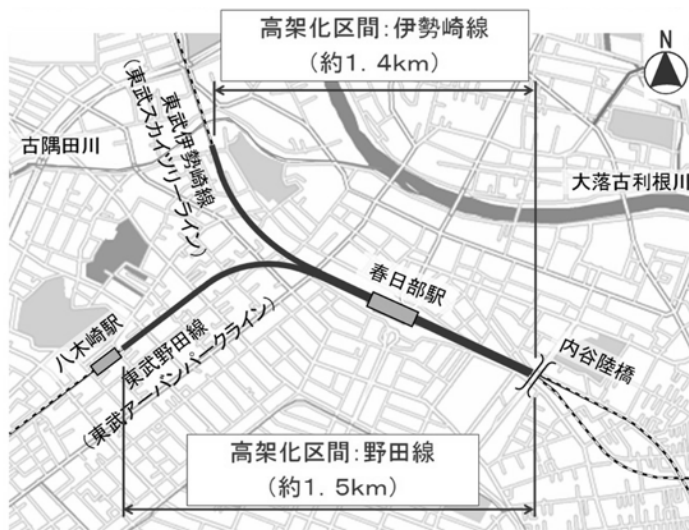 高架化区間:伊勢崎線
(約1.4km)
N
東武伊勢崎線
(東武スカイツリーライン)
古隅田川
大落古利根川
春日部駅
八木崎駅
東武野田線
(東武アーバンパークライン)
内谷陸橋
高架化区間:野田線
(約1.5km)